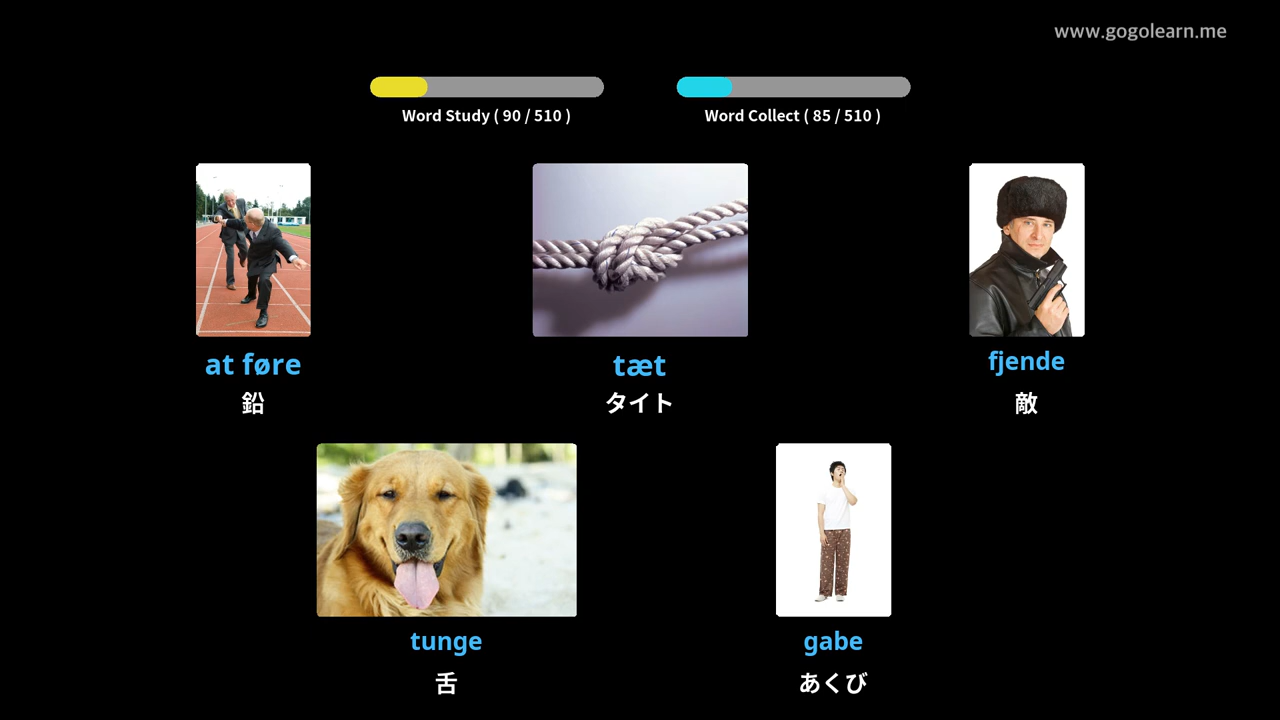 www.gogolearn.me
Word Study ( 90 / 510 )
Word Collect ( 85 / 510 )
at føre
鉛
tæt
タイト
fjende
敵
tunge
舌
gabe
あくび